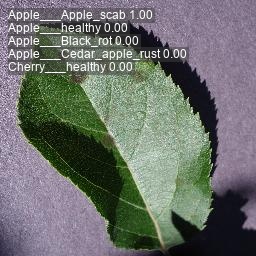 Apple___Apple_scab 1.00
Apple___healthy 0.00
Apple___Black_rot 0.00
Apple___Cedar_apple_rust 0.00
Cherry___healthy 0.00